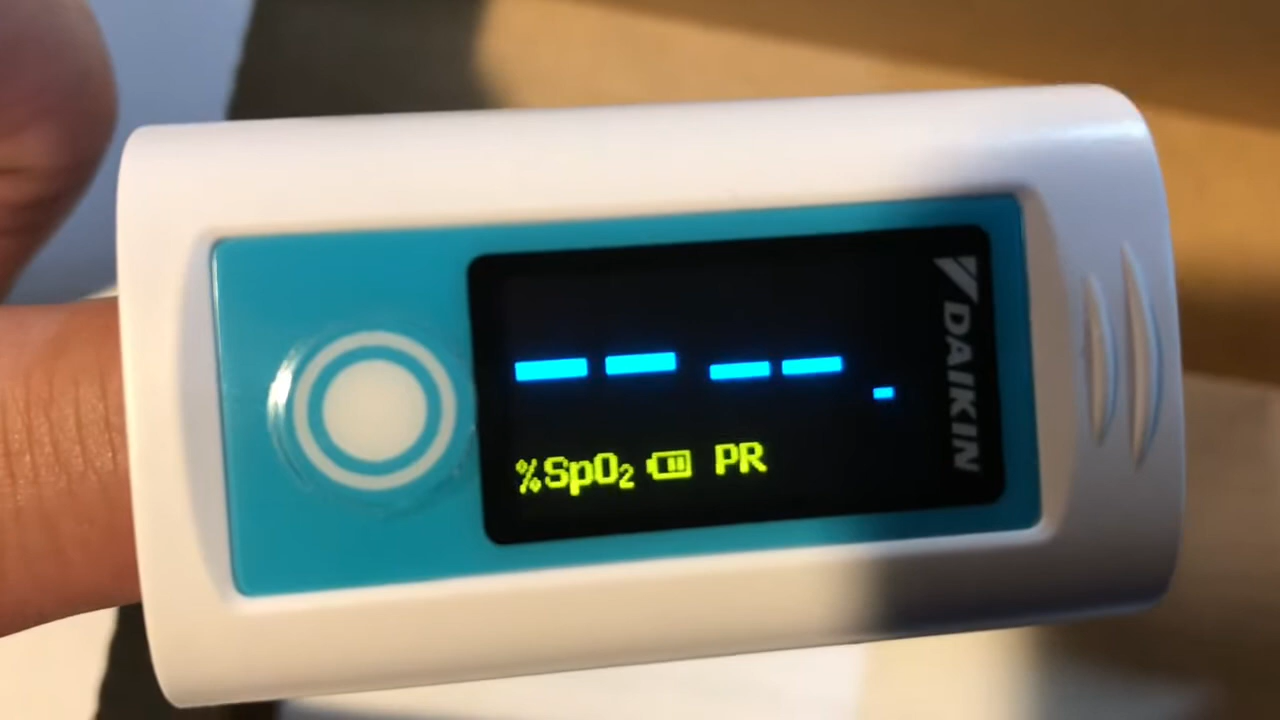 -- --
%SpO₂ PR
DAIKIN